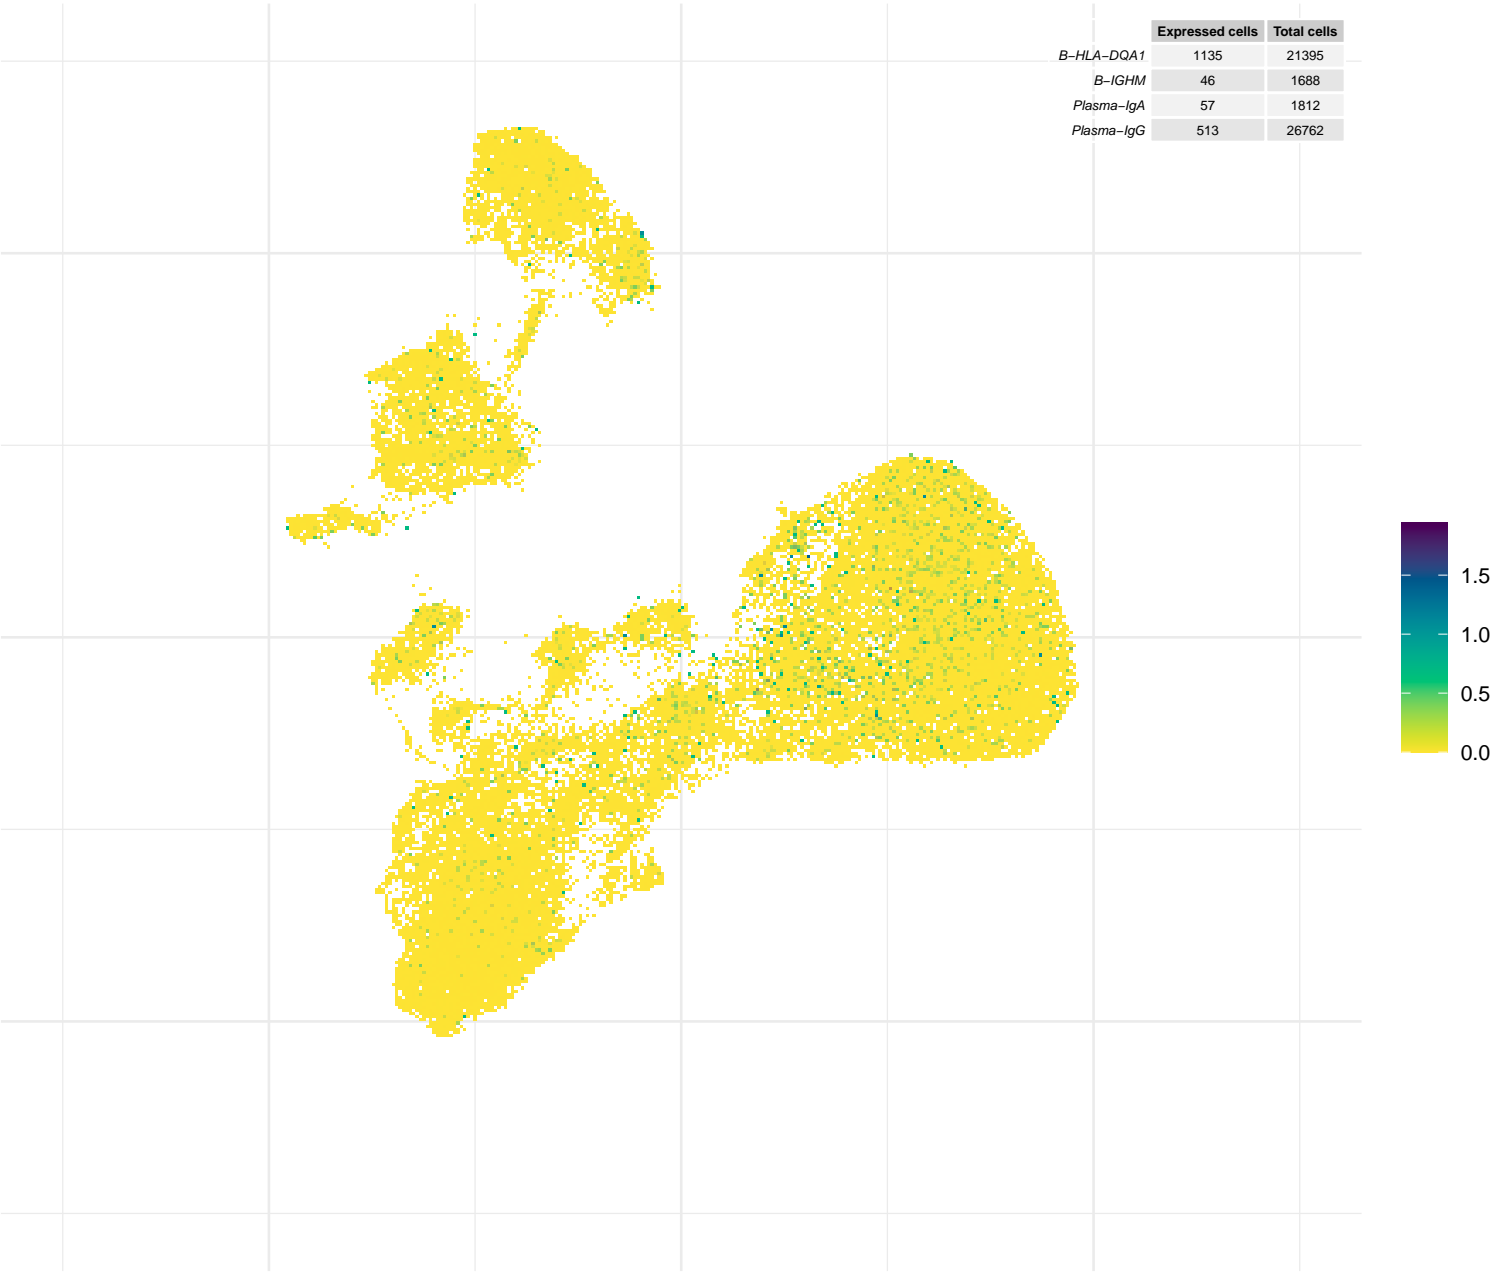 Expressed cells Total cells
B−HLA−DQA1 1135 21395
B−IGHM 46 1688
Plasma−IgA 57 1812
Plasma−IgG 513 26762
1.5
1.0
0.5
0.0